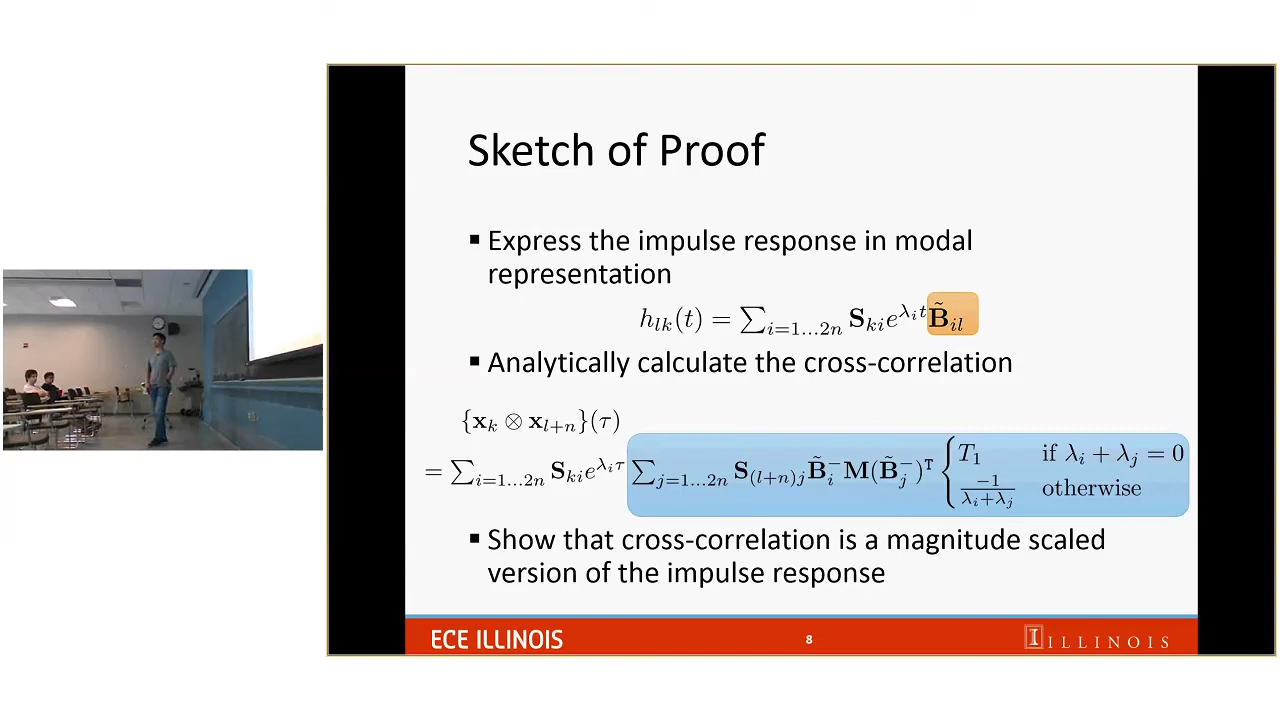 Sketch of Proof
▪ Express the impulse response in modal
representation
h_{lk}(t) = ∑_{i=1...2n} S_{ki}e^{λ_i t}B̃_{il}
▪ Analytically calculate the cross-correlation
{x_k ⊗ x_{l+n}}(τ)
= ∑_{i=1...2n} S_{ki}e^{λ_i τ} ∑_{j=1...2n} S_{(l+n)j}B̃_i^− M(B̃_j^−)^T { T_1 if λ_i + λ_j = 0
−1/(λ_i+λ_j) otherwise
▪ Show that cross-correlation is a magnitude scaled
version of the impulse response
ECE ILLINOIS
8
I ILLINOIS